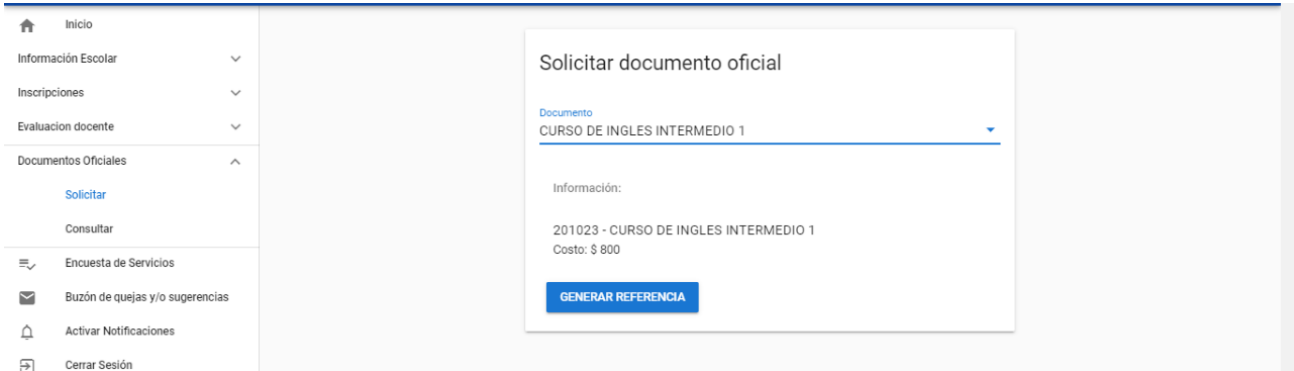 Inicio
Información Escolar
Inscripciones
Evaluacion docente
Documentos Oficiales
Solicitar
Consultar
Encuesta de Servicios
Buzón de quejas y/o sugerencias
Activar Notificaciones
Cerrar Sesión
Solicitar documento oficial
Documento
CURSO DE INGLES INTERMEDIO 1
Información:
201023 - CURSO DE INGLES INTERMEDIO 1
Costo: $ 800
GENERAR REFERENCIA